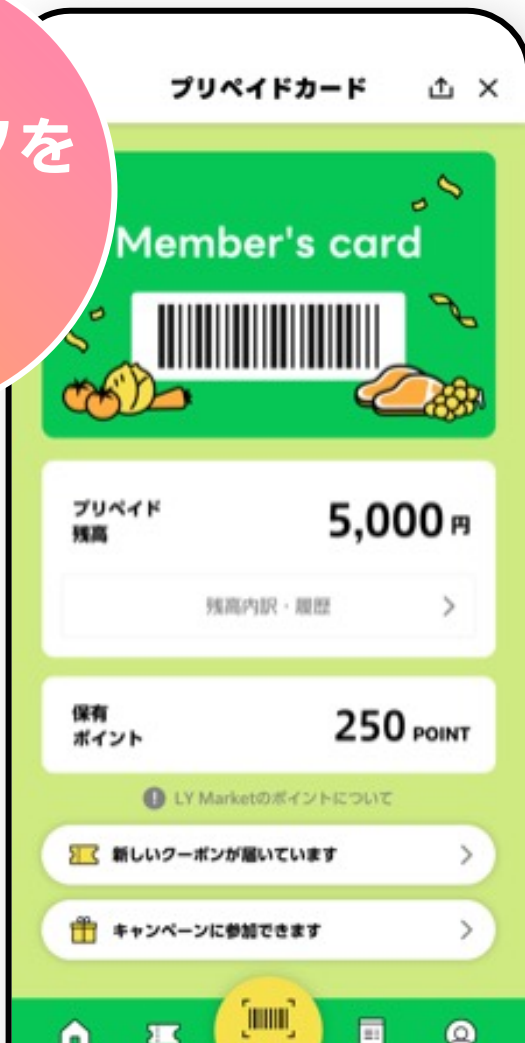 プリペイドカード
を
Member's card
プリペイド
残高
5,000 円
残高内訳・履歴
保有
ポイント
250 POINT
LY Marketのポイントについて
新しいクーポンが届いています
キャンペーンに参加できます